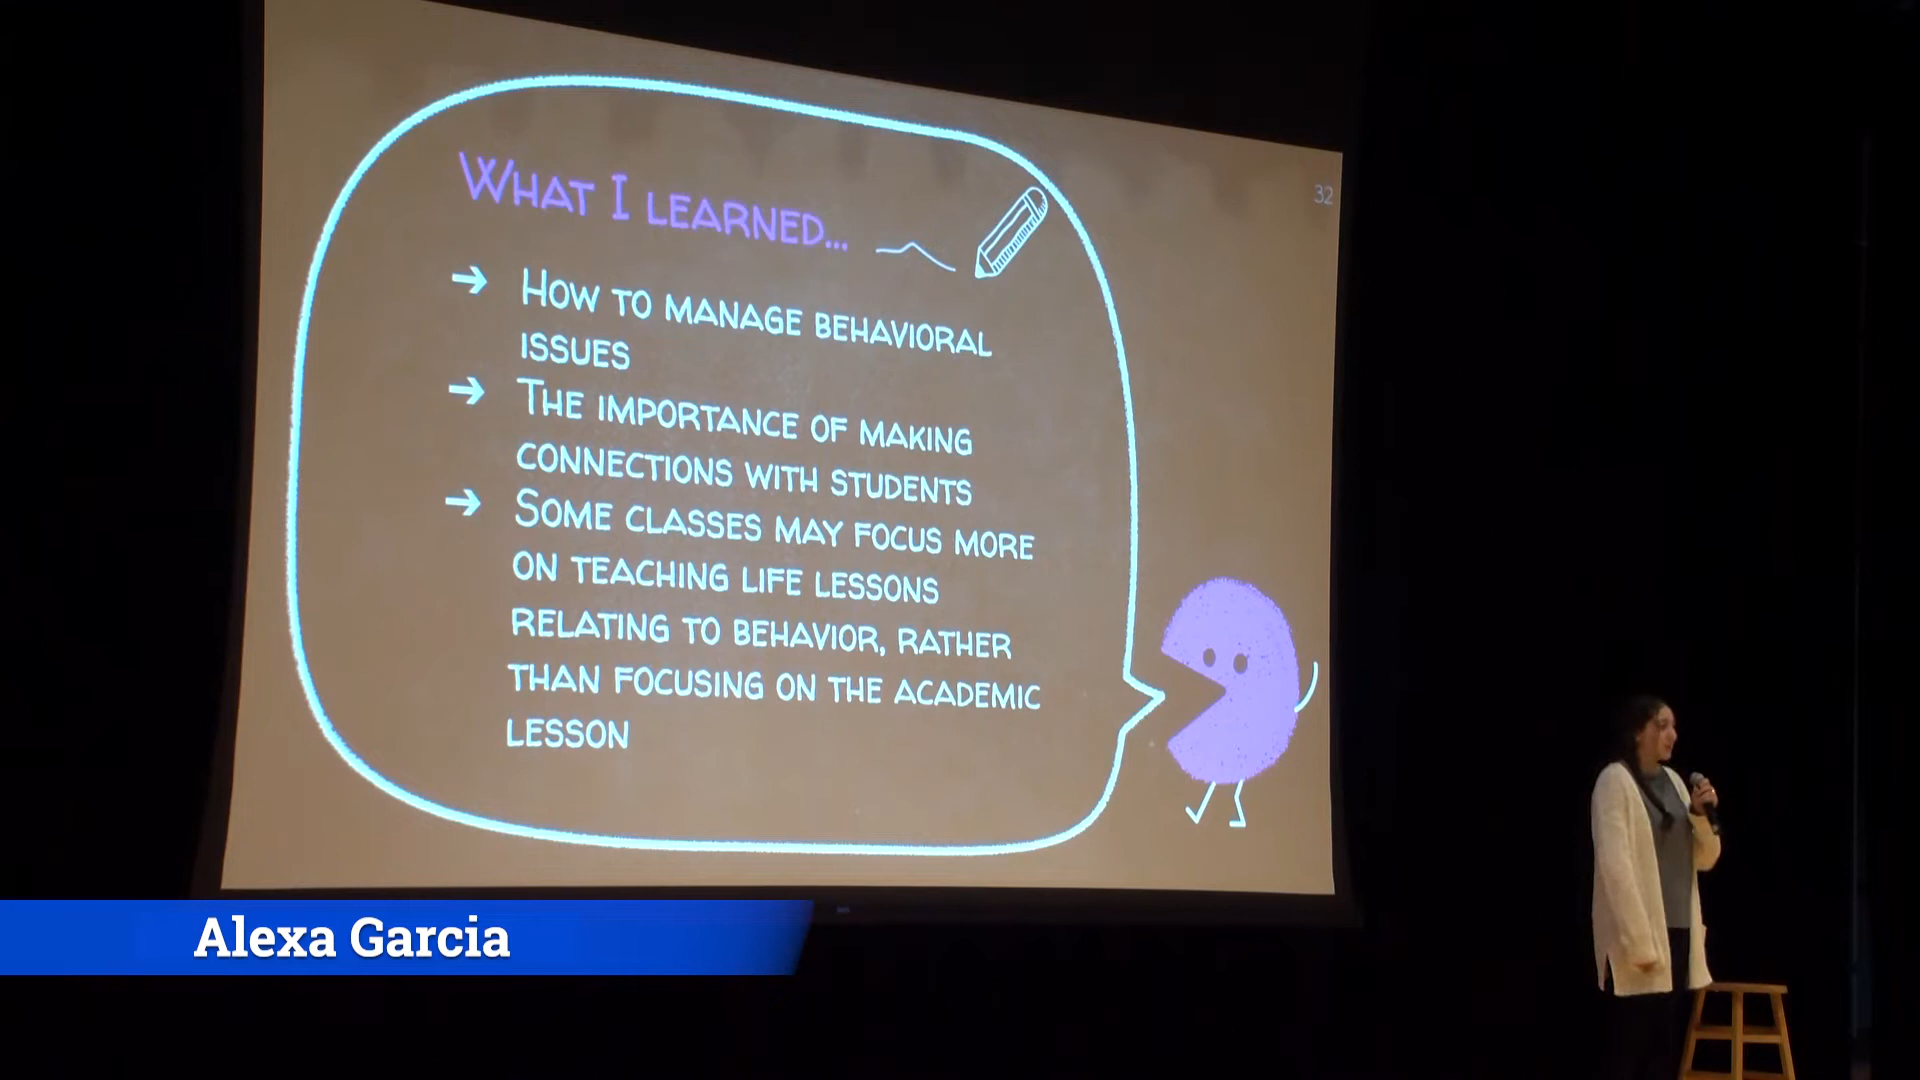 32
What I learned...
➔ How to manage behavioral
issues
➔ The importance of making
connections with students
➔ Some classes may focus more
on teaching life lessons
relating to behavior, rather
than focusing on the academic
lesson
Alexa Garcia